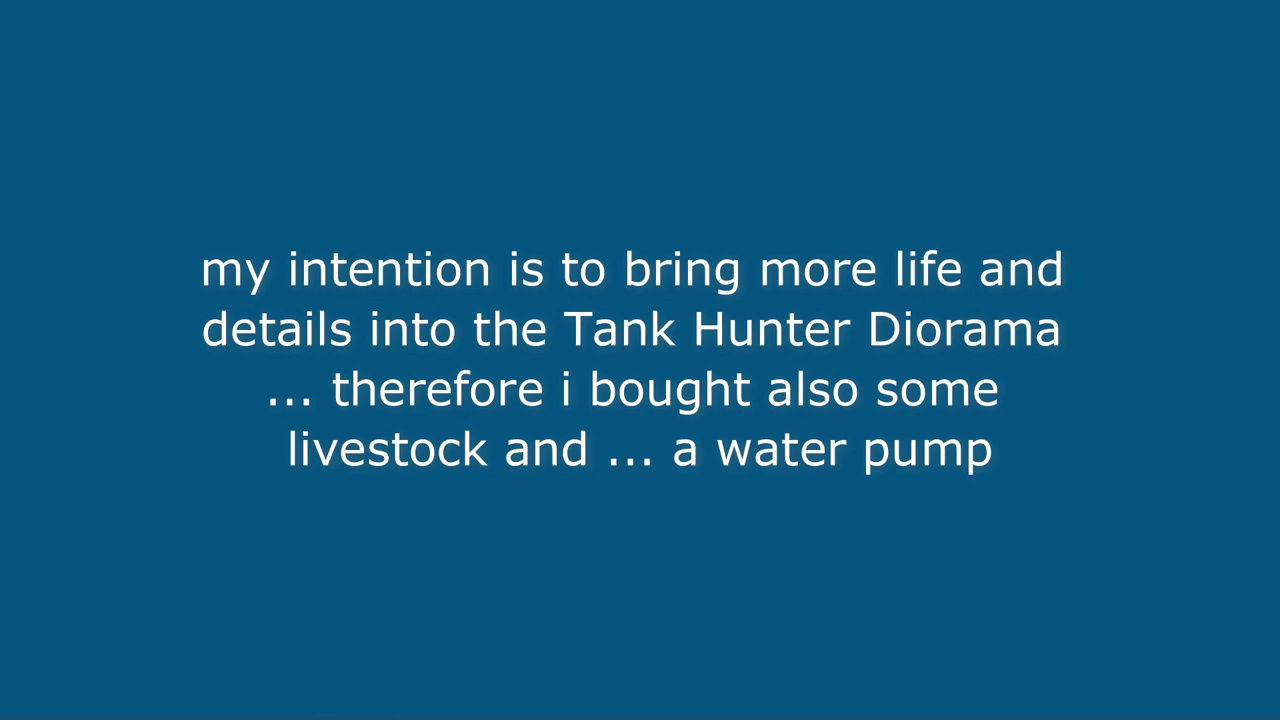 my intention is to bring more life and
details into the Tank Hunter Diorama
... therefore i bought also some
livestock and ... a water pump